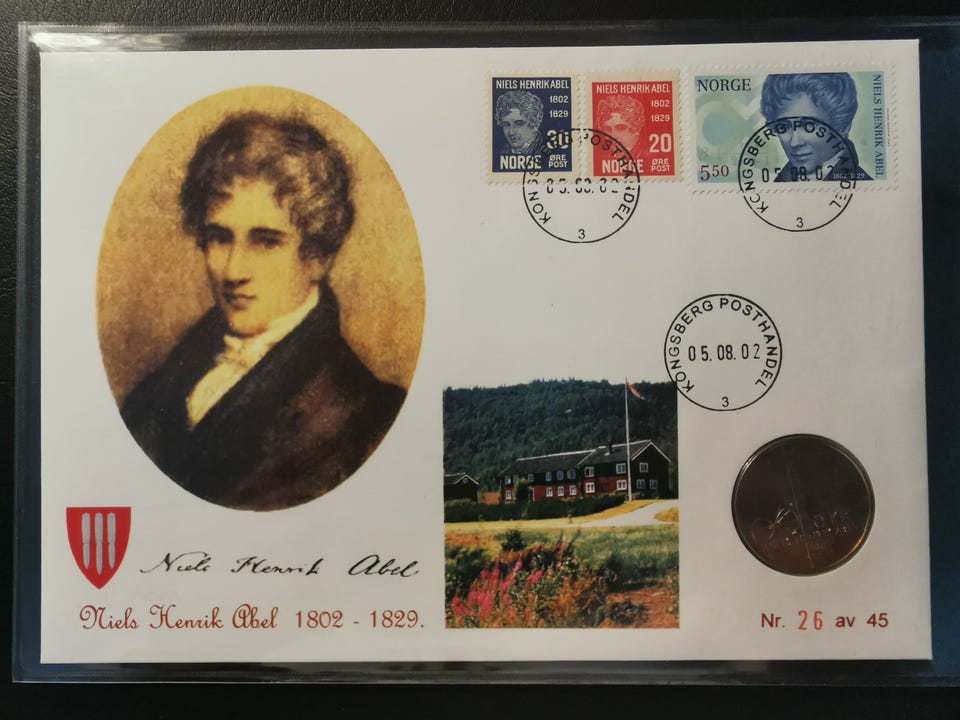 NIELS HENRIK ABEL
1802
1829
30
NORGE ØRE POST
NIELS HENRIK ABEL
1802
1829
20
NORGE ØRE POST
NORGE
NIELS HENRIK ABEL
5,50
1802-1829
KONGSBERG POSTHANDEL
05.08.02
3
KONGSBERG POSTHANDEL
05.08.02
3
KONGSBERG POSTHANDEL
05.08.02
3
Niels Henrik Abel
Niels Henrik Abel 1802 - 1829.
Nr. 26 av 45